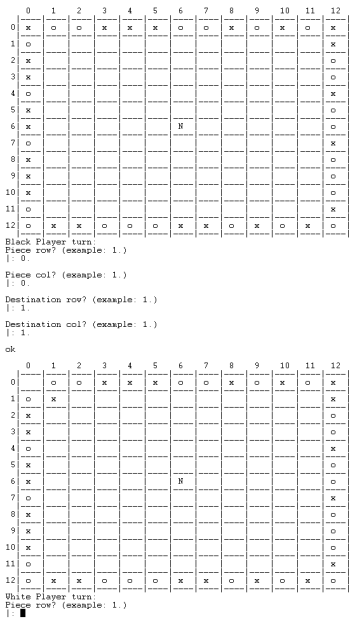 0 1 2 3 4 5 6 7 8 9 10 11 12
0| x | o | o | x | x | x | o | o | x | o | x | o | x |
1| o | | | | | | | | | | | | x |
2| x | | | | | | | | | | | | o |
3| x | | | | | | | | | | | | o |
4| o | | | | | | | | | | | | x |
5| x | | | | | | | | | | | | o |
6| x | | | | | | N | | | | | | o |
7| o | | | | | | | | | | | | x |
8| x | | | | | | | | | | | | o |
9| x | | | | | | | | | | | | o |
10| x | | | | | | | | | | | | o |
11| o | | | | | | | | | | | | x |
12| o | x | x | o | o | o | x | x | o | x | o | x | o |
Black Player turn:
Piece row? (example: 1.)
|: 0.
Piece col? (example: 1.)
|: 0.
Destination row? (example: 1.)
|: 1.
Destination col? (example: 1.)
|: 1.
ok
0 1 2 3 4 5 6 7 8 9 10 11 12
0| | o | o | x | x | x | o | o | x | o | x | o | x |
1| o | x | | | | | | | | | | | x |
2| x | | | | | | | | | | | | o |
3| x | | | | | | | | | | | | o |
4| o | | | | | | | | | | | | x |
5| x | | | | | | | | | | | | o |
6| x | | | | | | N | | | | | | o |
7| o | | | | | | | | | | | | x |
8| x | | | | | | | | | | | | o |
9| x | | | | | | | | | | | | o |
10| x | | | | | | | | | | | | o |
11| o | | | | | | | | | | | | x |
12| o | x | x | o | o | o | x | x | o | x | o | x | o |
White Player turn:
Piece row? (example: 1.)
|: